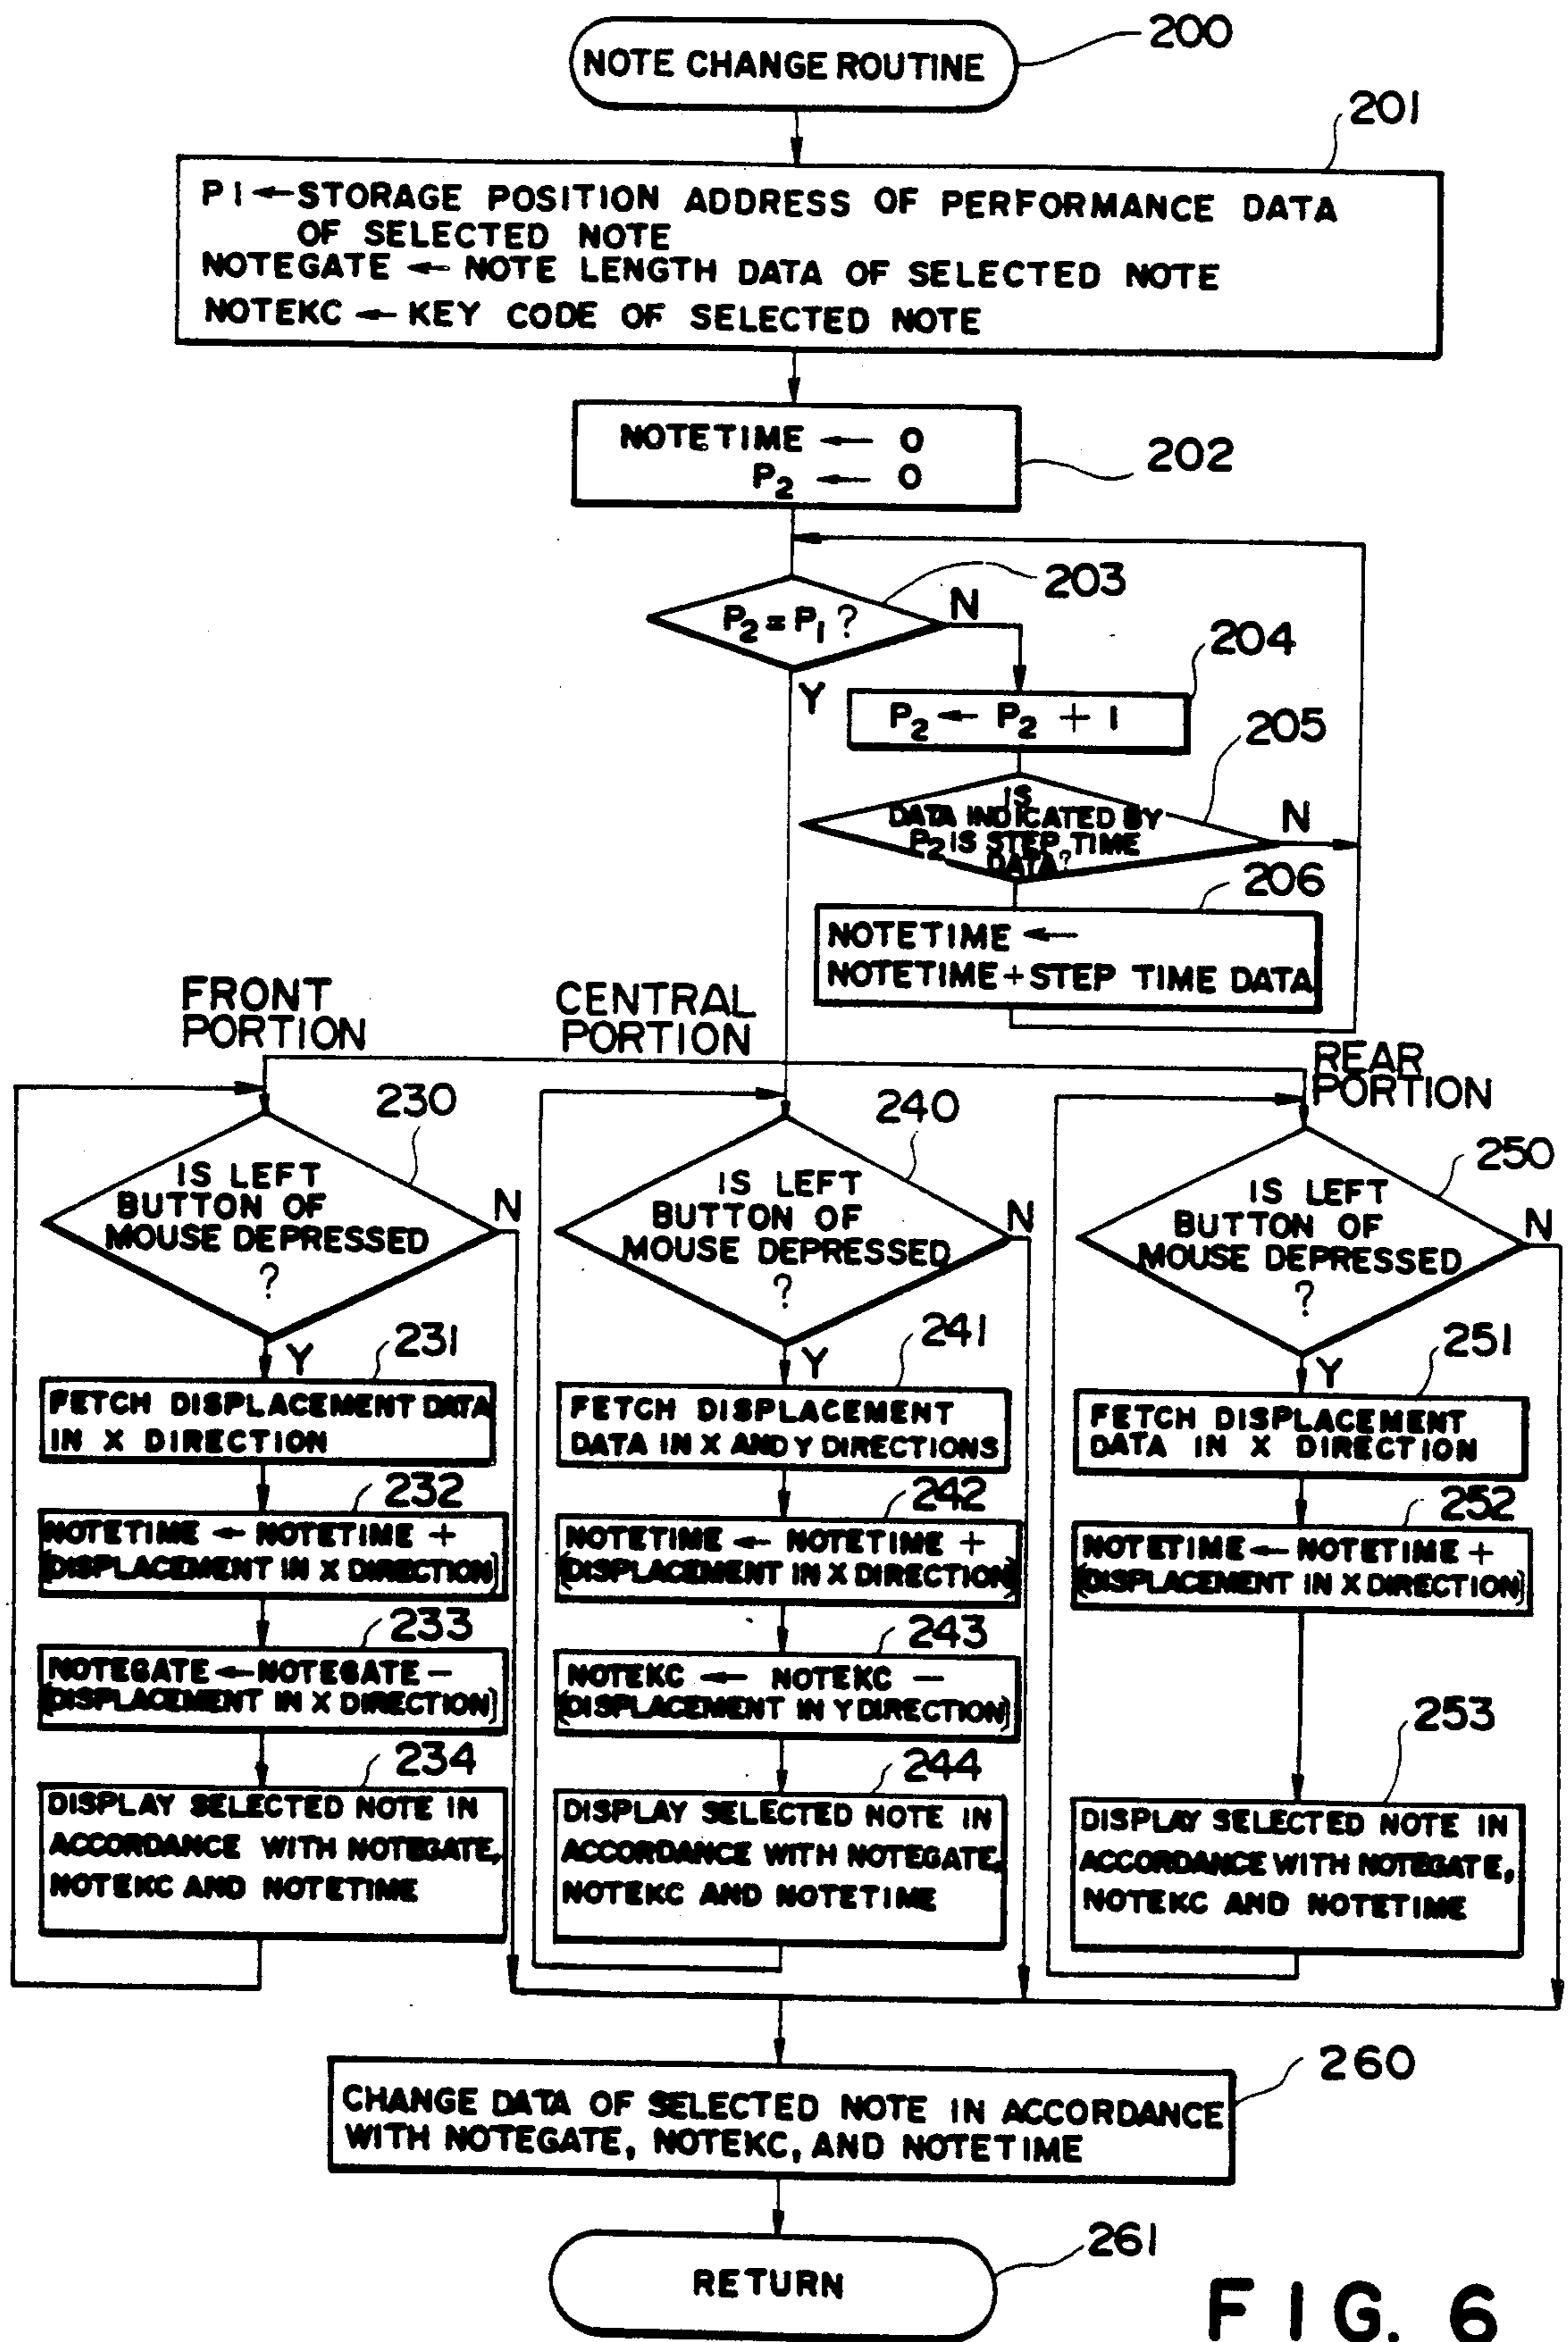 NOTE CHANGE ROUTINE
200
201
P1←STORAGE POSITION ADDRESS OF PERFORMANCE DATA
OF SELECTED NOTE
NOTEGATE ← NOTE LENGTH DATA OF SELECTED NOTE
NOTEKC ← KEY CODE OF SELECTED NOTE
NOTETIME ← 0
P2 ← 0
202
P2=P1?
203
N
Y
204
P2 ← P2 + 1
205
IS
DATA INDICATED BY
P2 IS STEP TIME
DATA?
N
206
NOTETIME ←
NOTETIME+STEP TIME DATA
FRONT
PORTION
CENTRAL
PORTION
REAR
PORTION
230
IS LEFT
BUTTON OF
MOUSE DEPRESSED
?
N
Y
231
FETCH DISPLACEMENT DATA
IN X DIRECTION
232
NOTETIME ← NOTETIME +
(DISPLACEMENT IN X DIRECTION)
233
NOTEGATE←NOTEGATE−
(DISPLACEMENT IN X DIRECTION)
234
DISPLAY SELECTED NOTE IN
ACCORDANCE WITH NOTEGATE,
NOTEKC AND NOTETIME
240
IS LEFT
BUTTON OF
MOUSE DEPRESSED
?
N
Y
241
FETCH DISPLACEMENT
DATA IN X AND Y DIRECTIONS
242
NOTETIME ← NOTETIME +
(DISPLACEMENT IN X DIRECTION)
243
NOTEKC ← NOTEKC −
(DISPLACEMENT IN Y DIRECTION)
244
DISPLAY SELECTED NOTE IN
ACCORDANCE WITH NOTEGATE,
NOTEKC AND NOTETIME
250
IS LEFT
BUTTON OF
MOUSE DEPRESSED
?
N
Y
251
FETCH DISPLACEMENT
DATA IN X DIRECTION
252
NOTETIME ← NOTETIME +
(DISPLACEMENT IN X DIRECTION)
253
DISPLAY SELECTED NOTE IN
ACCORDANCE WITH NOTEGATE,
NOTEKC AND NOTETIME
260
CHANGE DATA OF SELECTED NOTE IN ACCORDANCE
WITH NOTEGATE, NOTEKC, AND NOTETIME
261
RETURN
FIG. 6